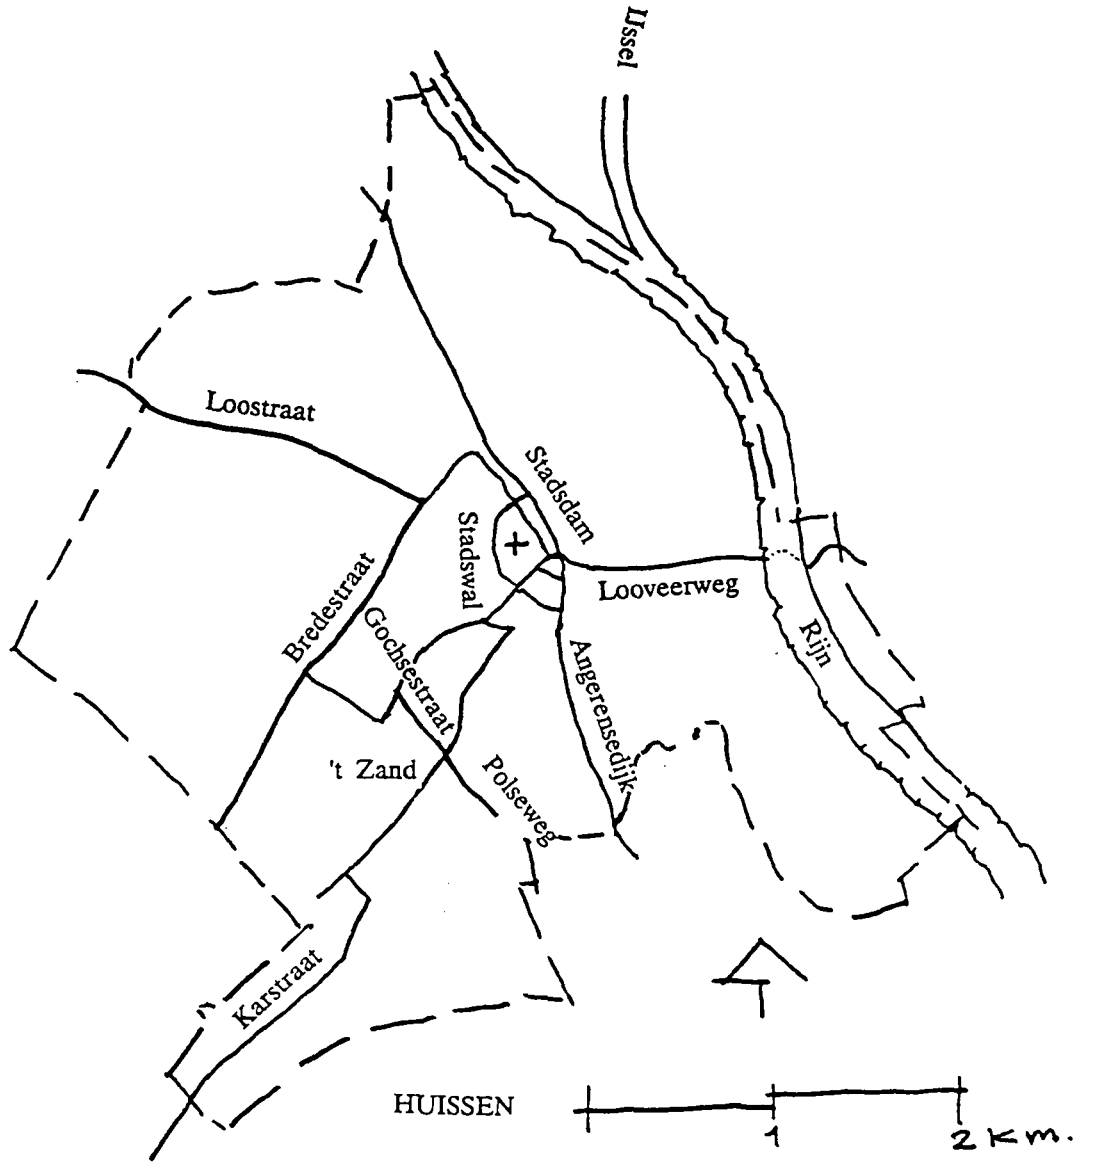 IJssel
Loostraat
Stadsdam
Stadswal
Looveerweg
Bredestraat
Gochsestraat
Rijn
Angerensedijk
't Zand
Polseweg
Karstraat
HUISSEN
1
2 Km.